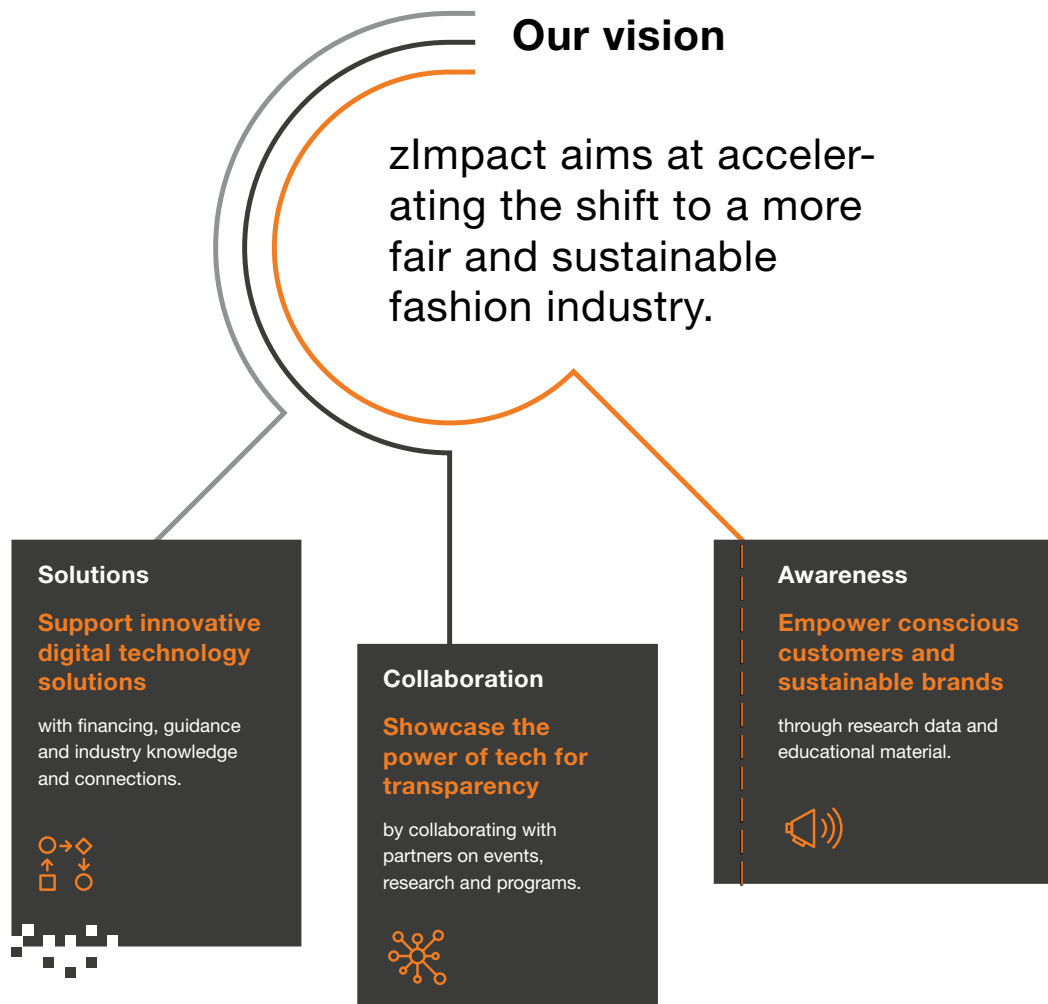 Our vision
zImpact aims at acceler-
ating the shift to a more
fair and sustainable
fashion industry.
Solutions
Support innovative
digital technology
solutions
with financing, guidance
and industry knowledge
and connections.
Collaboration
Showcase the
power of tech for
transparency
by collaborating with
partners on events,
research and programs.
Awareness
Empower conscious
customers and
sustainable brands
through research data and
educational material.